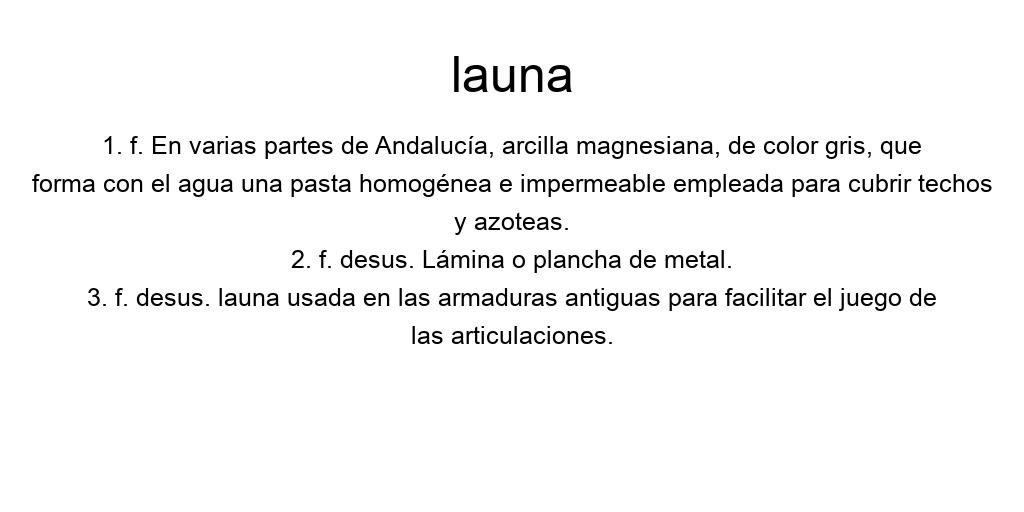 launa
1. f. En varias partes de Andalucía, arcilla magnesiana, de color gris, que
forma con el agua una pasta homogénea e impermeable empleada para cubrir techos
y azoteas.
2. f. desus. Lámina o plancha de metal.
3. f. desus. launa usada en las armaduras antiguas para facilitar el juego de
las articulaciones.